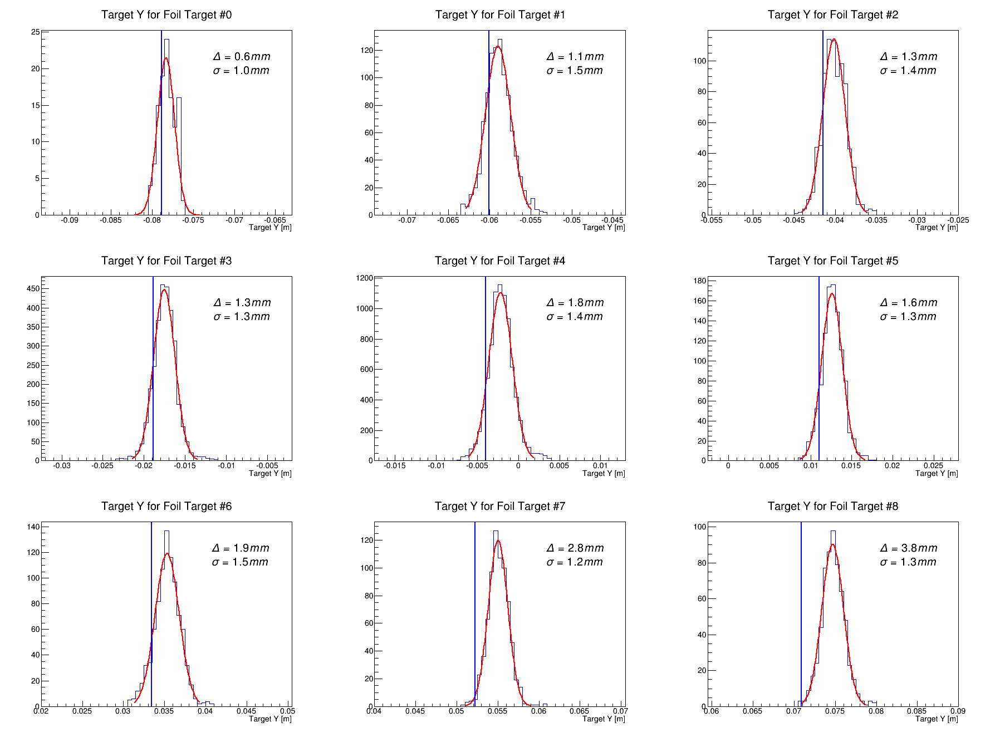 Target Y for Foil Target #0
Δ = 0.6mm
σ = 1.0mm
25
20
15
10
5
0
-0.09 -0.085 -0.08 -0.075 -0.07 -0.065
Target Y [m]
Target Y for Foil Target #1
Δ = 1.1mm
σ = 1.5mm
120
100
80
60
40
20
0
-0.07 -0.065 -0.06 -0.055 -0.05 -0.045
Target Y [m]
Target Y for Foil Target #2
Δ = 1.3mm
σ = 1.4mm
100
80
60
40
20
0
-0.055 -0.05 -0.045 -0.04 -0.035 -0.03 -0.025
Target Y [m]
Target Y for Foil Target #3
Δ = 1.3mm
σ = 1.3mm
450
400
350
300
250
200
150
100
50
0
-0.03 -0.025 -0.02 -0.015 -0.01 -0.005
Target Y [m]
Target Y for Foil Target #4
Δ = 1.8mm
σ = 1.4mm
1200
1000
800
600
400
200
0
-0.015 -0.01 -0.005 0 0.005 0.01
Target Y [m]
Target Y for Foil Target #5
Δ = 1.6mm
σ = 1.3mm
180
160
140
120
100
80
60
40
20
0
0 0.005 0.01 0.015 0.02 0.025
Target Y [m]
Target Y for Foil Target #6
Δ = 1.9mm
σ = 1.5mm
140
120
100
80
60
40
20
0
0.02 0.025 0.03 0.035 0.04 0.045 0.05
Target Y [m]
Target Y for Foil Target #7
Δ = 2.8mm
σ = 1.2mm
120
100
80
60
40
20
0
0.04 0.045 0.05 0.055 0.06 0.065 0.07
Target Y [m]
Target Y for Foil Target #8
Δ = 3.8mm
σ = 1.3mm
100
80
60
40
20
0
0.06 0.065 0.07 0.075 0.08 0.085 0.09
Target Y [m]